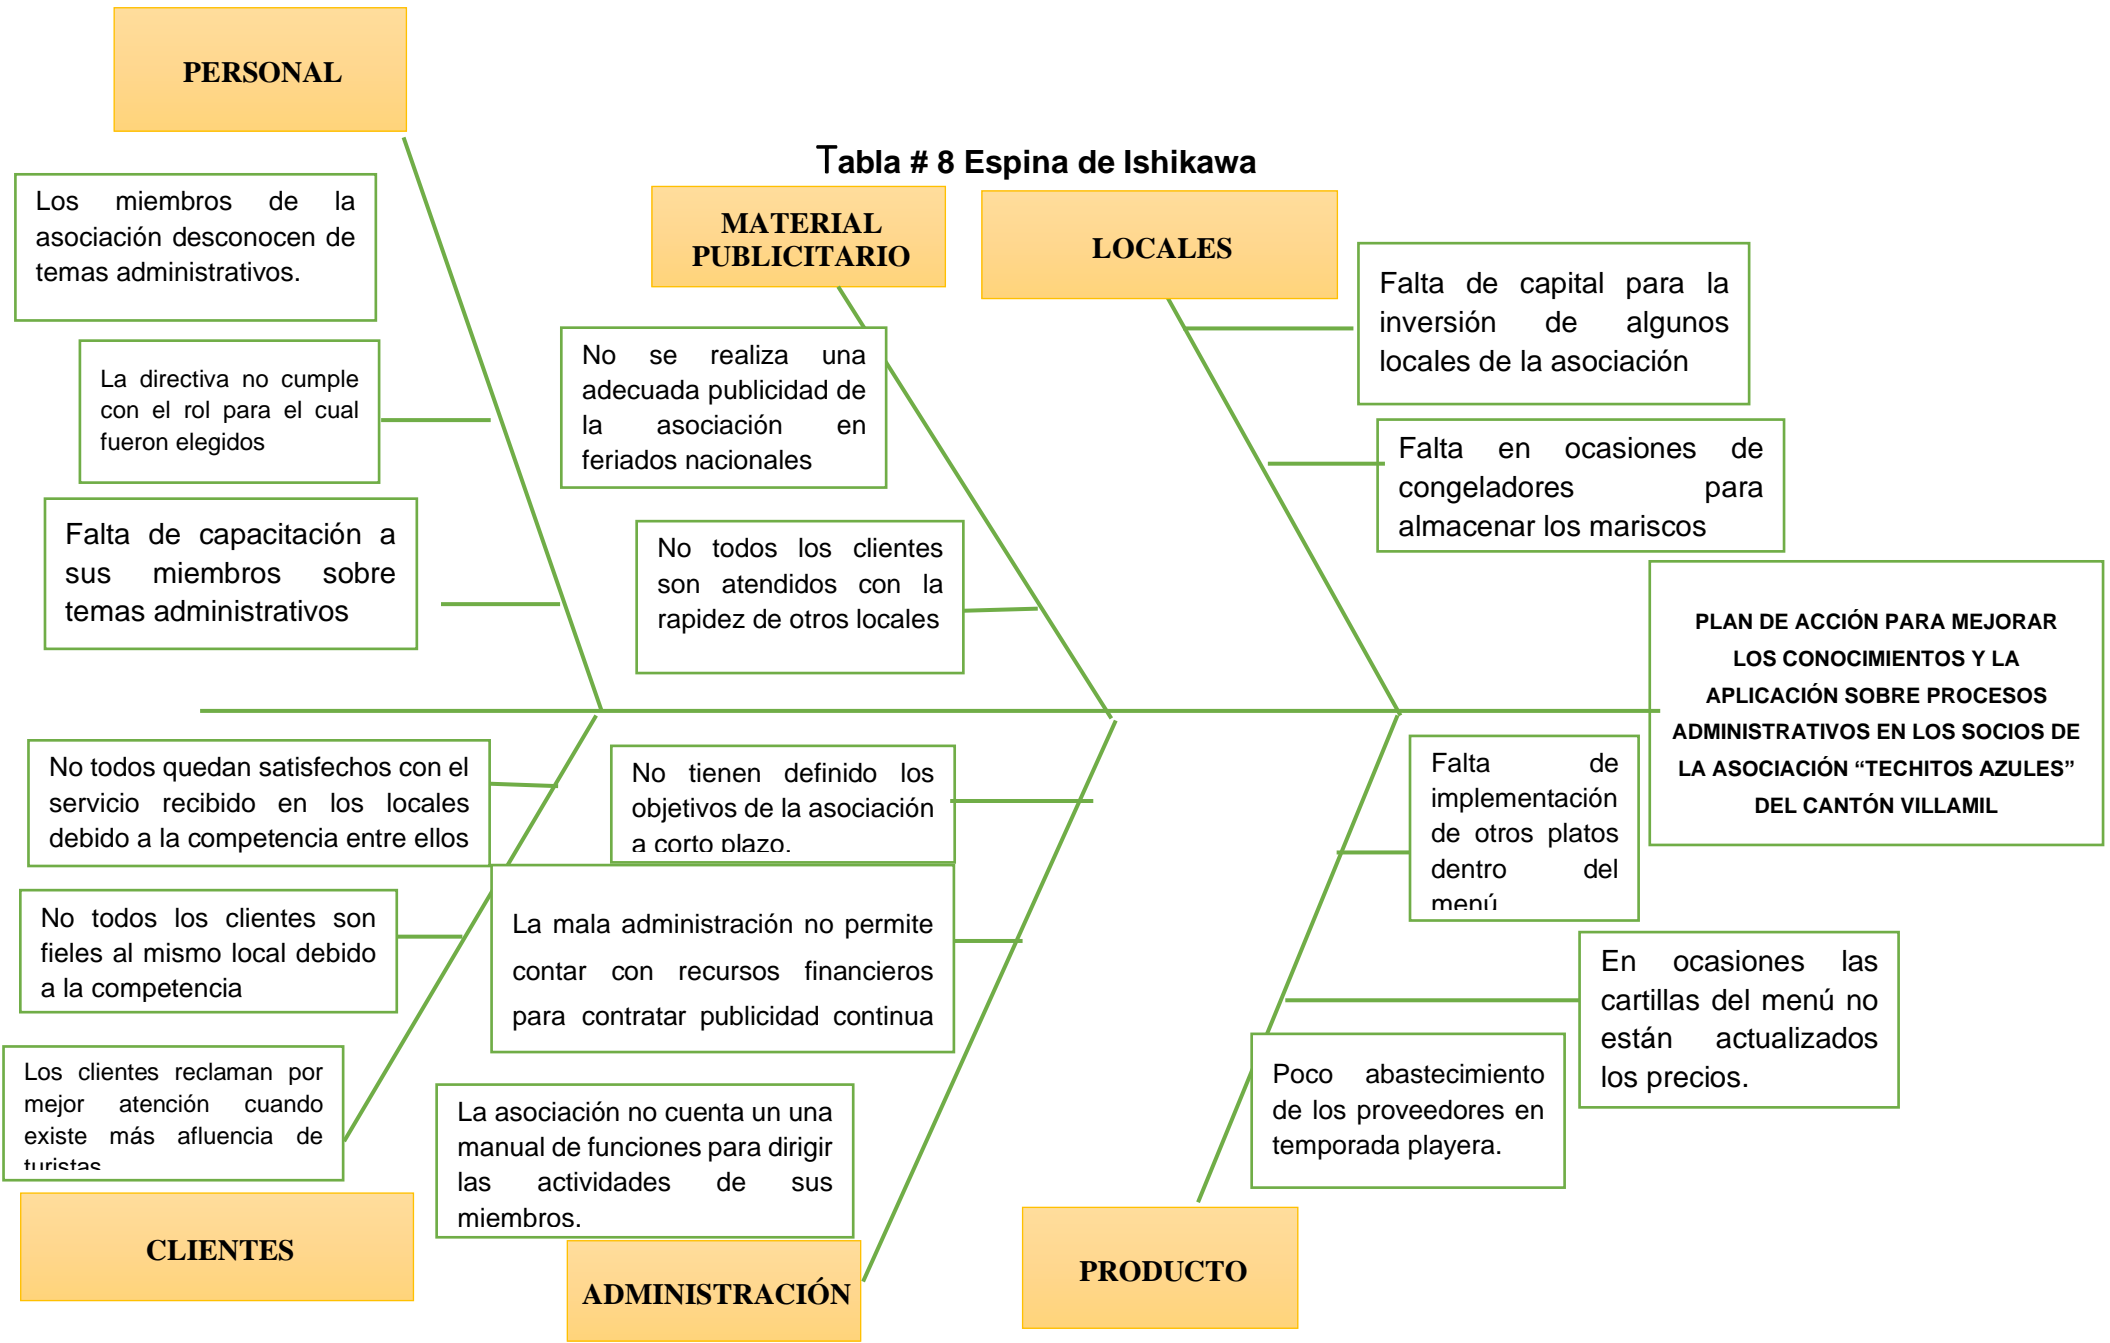 PERSONAL
Tabla # 8 Espina de Ishikawa
Los miembros de la
asociación desconocen de
temas administrativos.
La directiva no cumple
con el rol para el cual
fueron elegidos
Falta de capacitación a
sus miembros sobre
temas administrativos
MATERIAL
PUBLICITARIO
No se realiza una
adecuada publicidad de
la asociación en
feriados nacionales
No todos los clientes
son atendidos con la
rapidez de otros locales
LOCALES
Falta de capital para la
inversión de algunos
locales de la asociación
Falta en ocasiones de
congeladores para
almacenar los mariscos
PLAN DE ACCIÓN PARA MEJORAR
LOS CONOCIMIENTOS Y LA
APLICACIÓN SOBRE PROCESOS
ADMINISTRATIVOS EN LOS SOCIOS DE
LA ASOCIACIÓN “TECHITOS AZULES”
DEL CANTÓN VILLAMIL
No todos quedan satisfechos con el
servicio recibido en los locales
debido a la competencia entre ellos
No todos los clientes son
fieles al mismo local debido
a la competencia
Los clientes reclaman por
mejor atención cuando
existe más afluencia de
turistas
CLIENTES
No tienen definido los
objetivos de la asociación
a corto plazo.
La mala administración no permite
contar con recursos financieros
para contratar publicidad continua
La asociación no cuenta un una
manual de funciones para dirigir
las actividades de sus
miembros.
ADMINISTRACIÓN
Falta de
implementación
de otros platos
dentro del
menú
En ocasiones las
cartillas del menú no
están actualizados
los precios.
Poco abastecimiento
de los proveedores en
temporada playera.
PRODUCTO